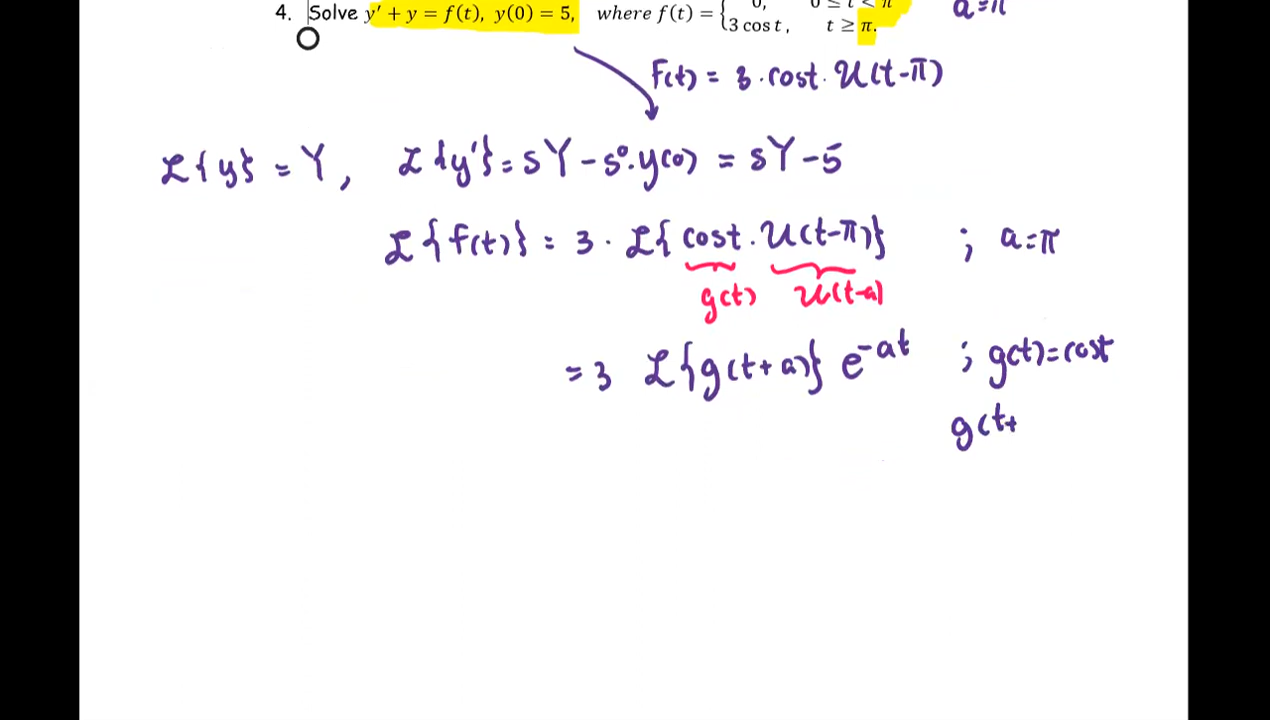 4. Solve y′ + y = f(t), y(0) = 5, where f(t) = { 0, 0 ≤ t < π a=π
3 cos t, t ≥ π.
F(t) = 3 · cost · U(t-π)
ℒ{y} = Y, ℒ{y'} = sY - s⁰·y(0) = sY - 5
ℒ{f(t)} = 3 · ℒ{cost · U(t-π)} ; a=π
g(t) U(t-a)
= 3 ℒ{g(t+a)} e^-at ; g(t)=cost
g(t+